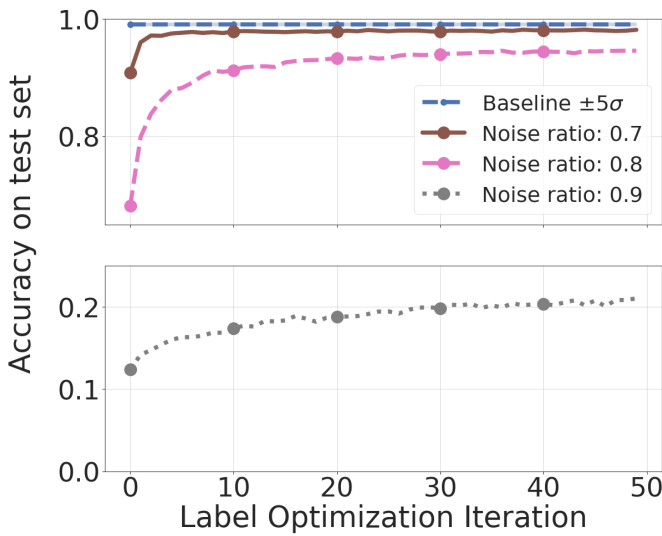 Accuracy on test set
1.0
0.8
Baseline ±5σ
Noise ratio: 0.7
Noise ratio: 0.8
Noise ratio: 0.9
0.2
0.1
0.0
0 10 20 30 40 50
Label Optimization Iteration